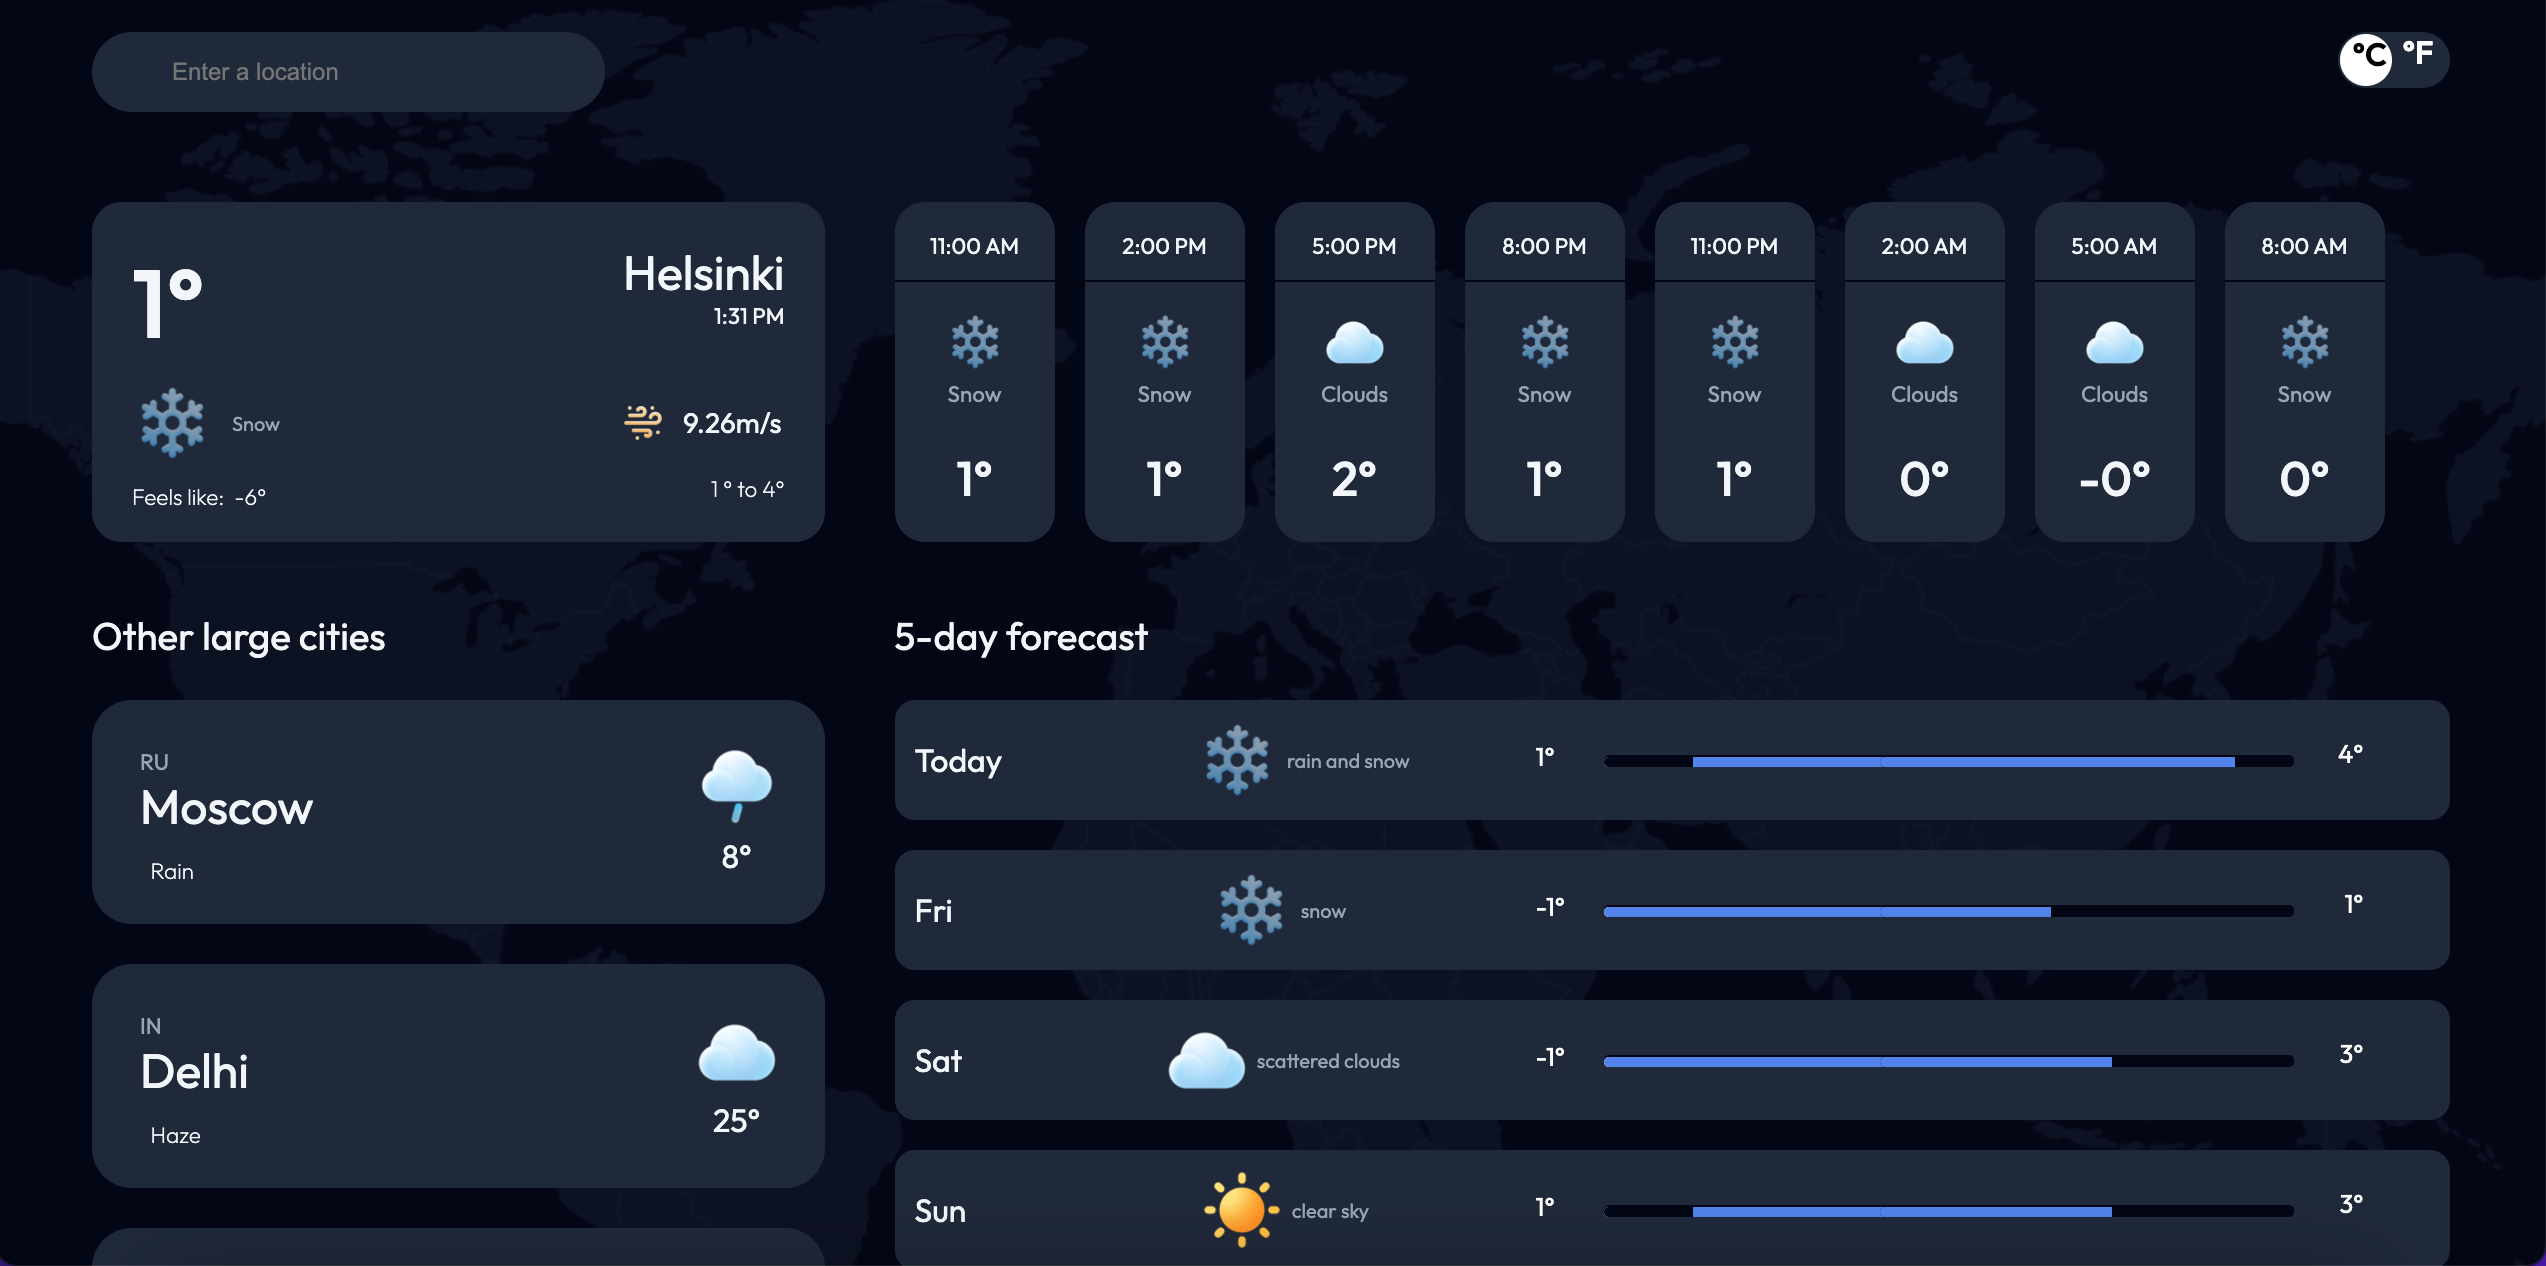 Enter a location
°C °F
1°
Helsinki
1:31 PM
Snow
9.26m/s
Feels like: -6°
1 ° to 4°
11:00 AM
Snow
1°
2:00 PM
Snow
1°
5:00 PM
Clouds
2°
8:00 PM
Snow
1°
11:00 PM
Snow
1°
2:00 AM
Clouds
0°
5:00 AM
Clouds
-0°
8:00 AM
Snow
0°
Other large cities
RU
Moscow
Rain
8°
IN
Delhi
Haze
25°
5-day forecast
Today rain and snow 1° 4°
Fri snow -1° 1°
Sat scattered clouds -1° 3°
Sun clear sky 1° 3°